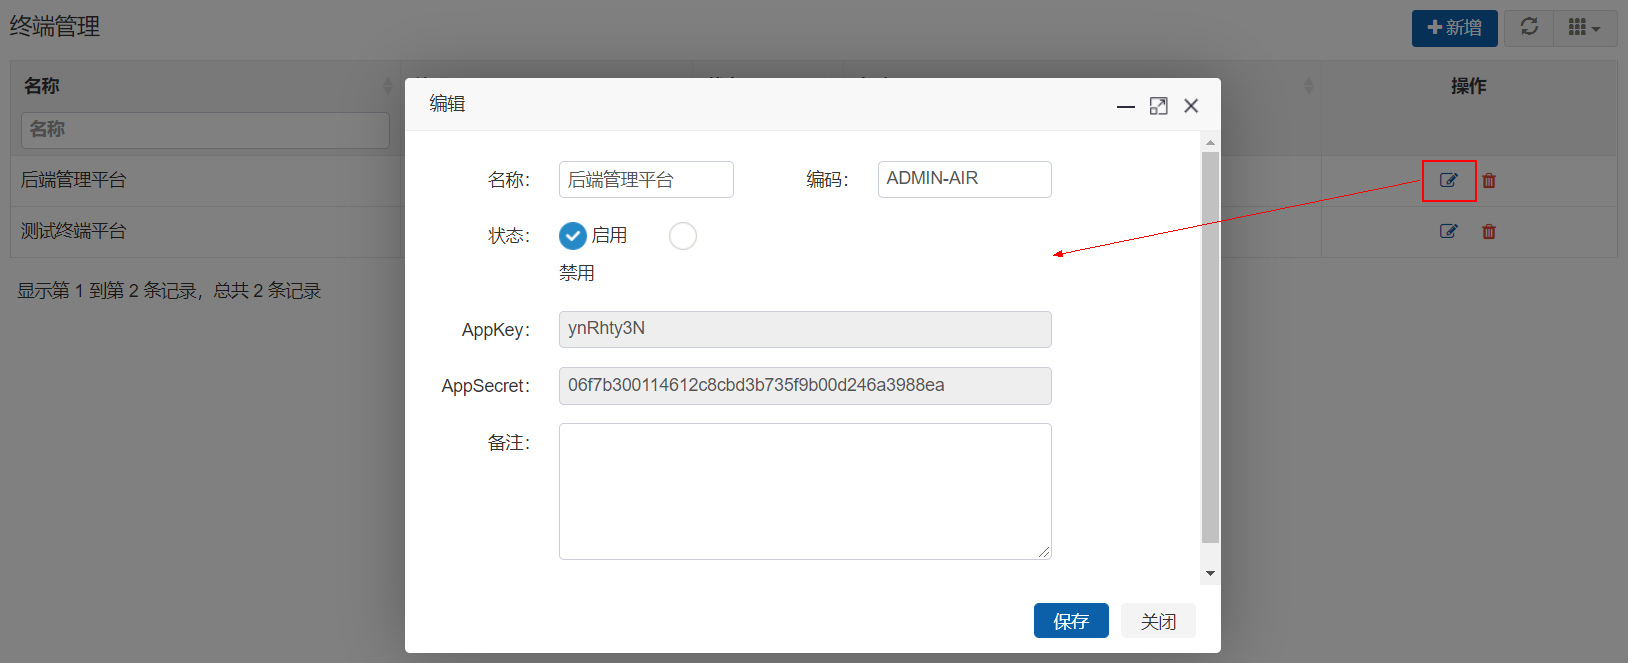 终端管理
新增
名称
操作
名称
后端管理平台
测试终端平台
显示第 1 到第 2 条记录，总共 2 条记录
编辑
名称：
后端管理平台
编码：
ADMIN-AIR
状态：
启用
禁用
AppKey：
ynRhty3N
AppSecret：
06f7b300114612c8cbd3b735f9b00d246a3988ea
备注：
保存
关闭